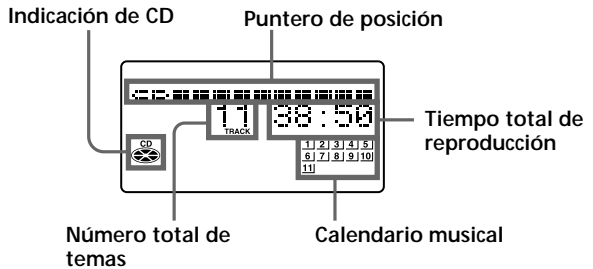 Indicación de CD
Puntero de posición
CD
11 38:50
TRACK
Tiempo total de
reproducción
CD
1 2 3 4 5
6 7 8 9 10
11
Número total de
temas
Calendario musical